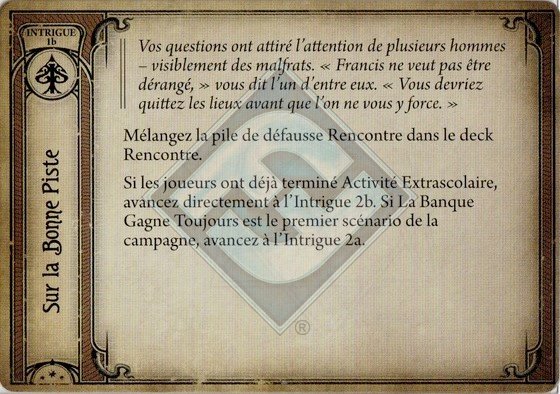 INTRIGUE
1b
Sur la Bonne Piste
Vos questions ont attiré l'attention de plusieurs hommes
– visiblement des malfrats. « Francis ne veut pas être
dérangé, » vous dit l'un d'entre eux. « Vous devriez
quittez les lieux avant que l'on ne vous y force. »
Mélangez la pile de défausse Rencontre dans le deck
Rencontre.
Si les joueurs ont déjà terminé Activité Extrascolaire,
avancez directement à l'Intrigue 2b. Si La Banque
Gagne Toujours est le premier scénario de la
campagne, avancez à l'Intrigue 2a.
®